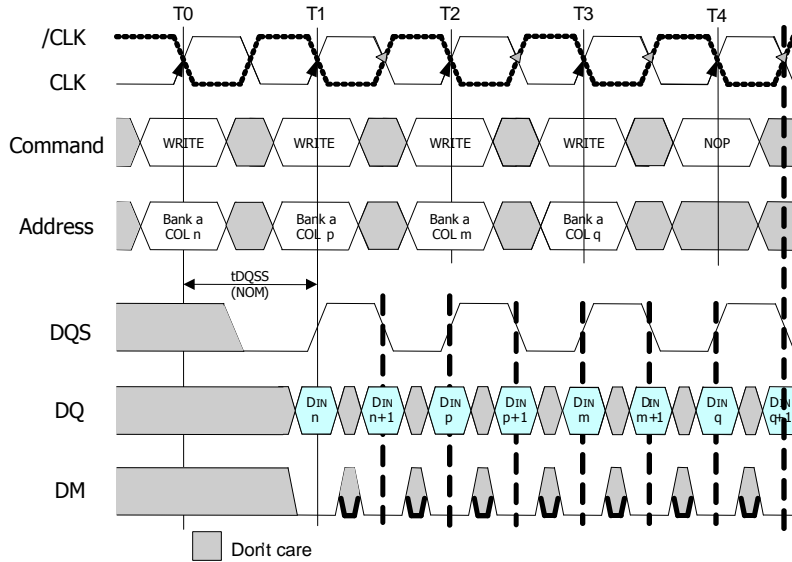 T0 T1 T2 T3 T4
/CLK
CLK
Command WRITE WRITE WRITE WRITE NOP
Address Bank a Bank a Bank a Bank a
COL n COL p COL m COL q
tDQSS
(NOM)
DQS
DQ DIN DIN DIN DIN DIN DIN DIN DIN
n n+1 p p+1 m m+1 q q+1
DM
Don't care